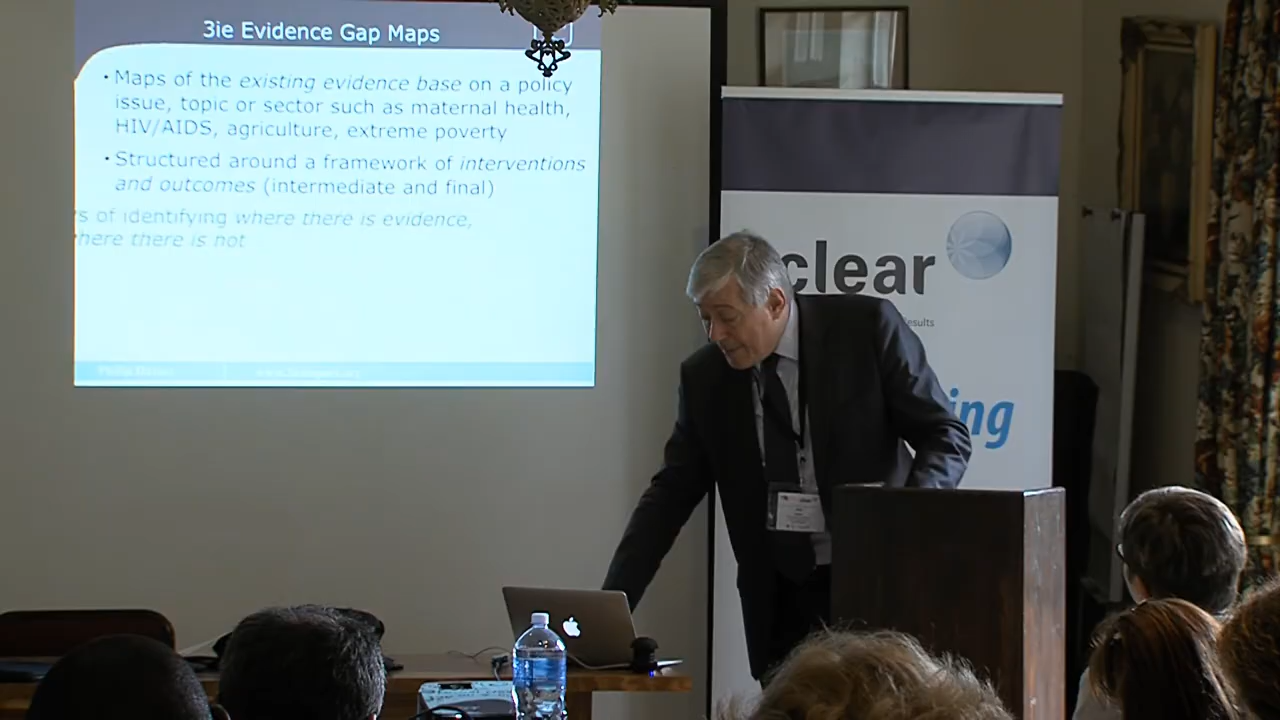 3ie Evidence Gap Maps
• Maps of the existing evidence base on a policy
issue, topic or sector such as maternal health,
HIV/AIDS, agriculture, extreme poverty
• Structured around a framework of interventions
and outcomes (intermediate and final)
s of identifying where there is evidence,
here there is not
clear
Results
ing